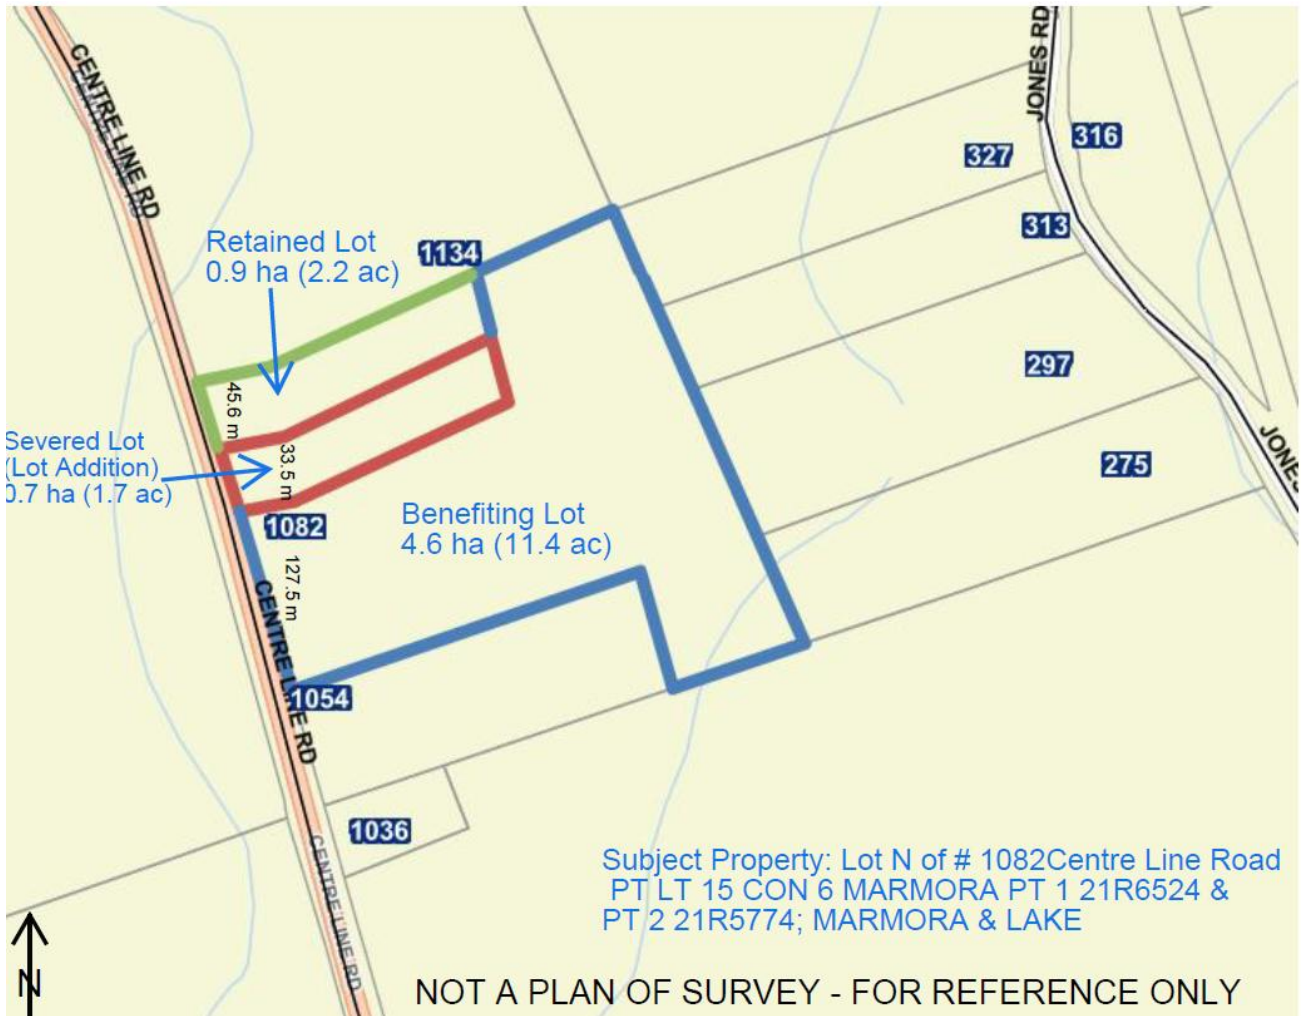 CENTRE LINE RD
CENTRE LINE RD
JONES RD
316
327
313
Retained Lot
0.9 ha (2.2 ac)
1134
297
45.6 m
Severed Lot
(Lot Addition)
0.7 ha (1.7 ac)
33.5 m
275
JONES
1082
Benefiting Lot
4.6 ha (11.4 ac)
127.5 m
CENTRE LINE RD
1054
1036
CENTRE LINE RD
Subject Property: Lot N of # 1082Centre Line Road
PT LT 15 CON 6 MARMORA PT 1 21R6524 &
PT 2 21R5774; MARMORA & LAKE
N
NOT A PLAN OF SURVEY - FOR REFERENCE ONLY